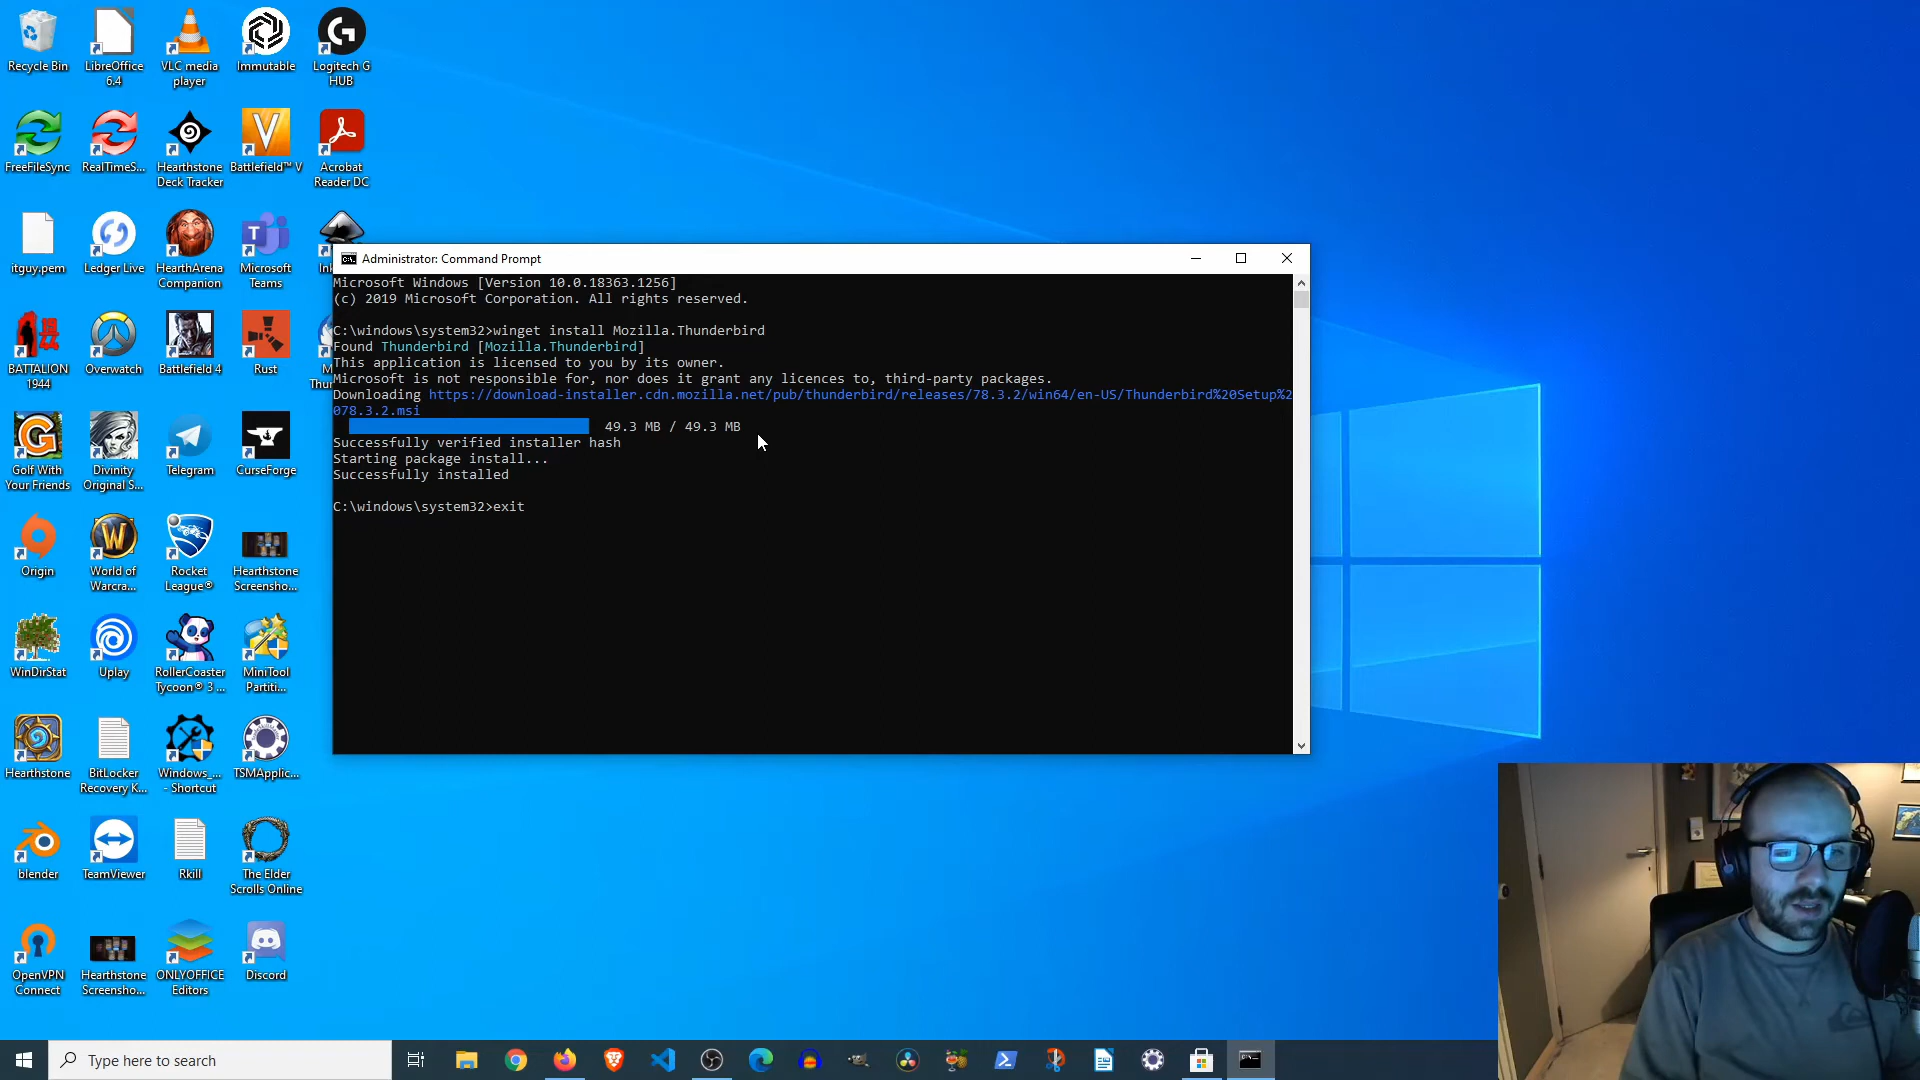 Recycle Bin
LibreOffice
6.4
VLC media
player
Immutable
Logitech G
HUB
FreeFileSync
RealTimeS...
Hearthstone
Deck Tracker
Battlefield™ V
Acrobat
Reader DC
itguy.pem
Ledger Live
HearthArena
Companion
Microsoft
Teams
Ink
BATTALION
1944
Overwatch
Battlefield 4
Rust
M
Thun
Golf With
Your Friends
Divinity
Original S...
Telegram
CurseForge
Origin
World of
Warcra...
Rocket
League®
Hearthstone
Screensho...
WinDirStat
Uplay
RollerCoaster
Tycoon® 3 ...
MiniTool
Partiti...
Hearthstone
BitLocker
Recovery K...
Windows_...
- Shortcut
TSMApplic...
blender
TeamViewer
Rkill
The Elder
Scrolls Online
OpenVPN
Connect
Hearthstone
Screensho...
ONLYOFFICE
Editors
Discord
Administrator: Command Prompt
Microsoft Windows [Version 10.0.18363.1256]
(c) 2019 Microsoft Corporation. All rights reserved.
C:\windows\system32>winget install Mozilla.Thunderbird
Found Thunderbird [Mozilla.Thunderbird]
This application is licensed to you by its owner.
Microsoft is not responsible for, nor does it grant any licences to, third-party packages.
Downloading https://download-installer.cdn.mozilla.net/pub/thunderbird/releases/78.3.2/win64/en-US/Thunderbird%20Setup%2
078.3.2.msi
49.3 MB / 49.3 MB
Successfully verified installer hash
Starting package install...
Successfully installed
C:\windows\system32>exit
Type here to search